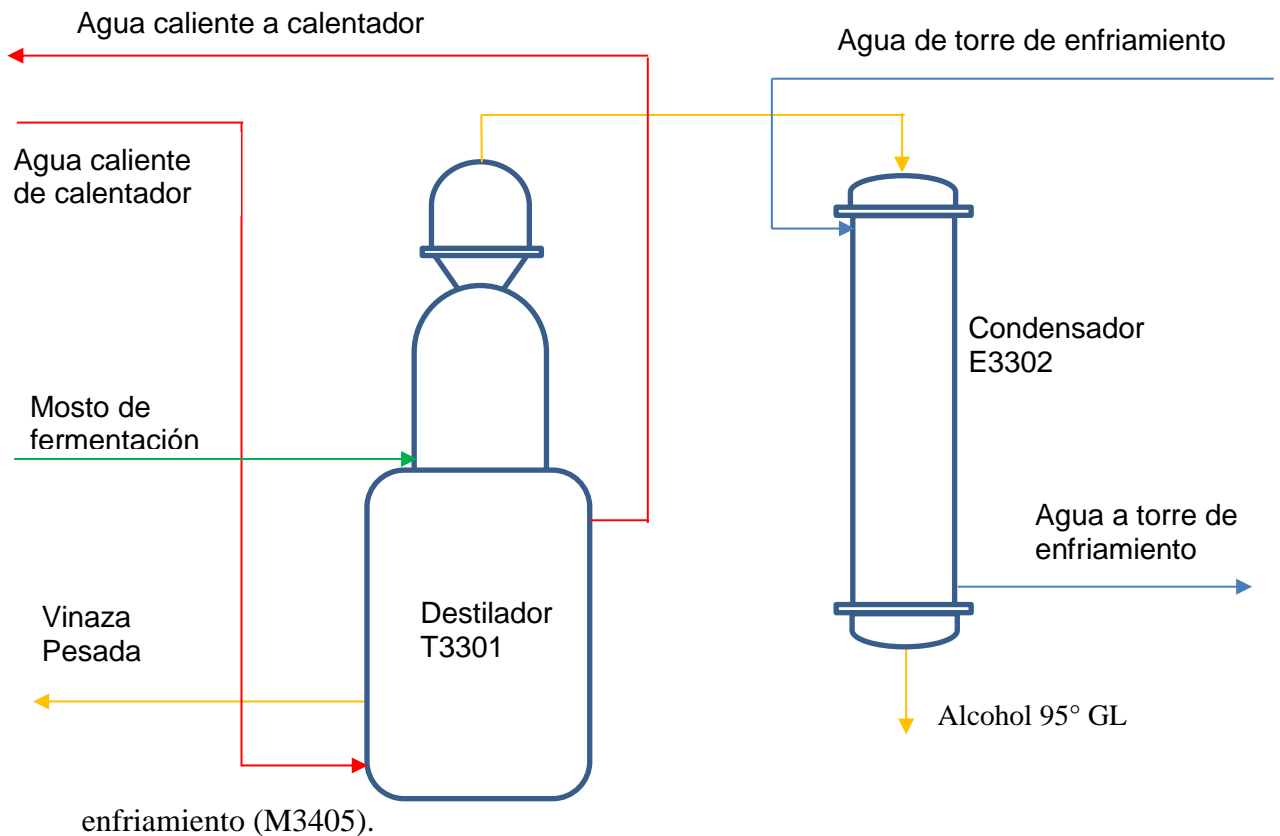 Agua caliente a calentador
Agua de torre de enfriamiento
Agua caliente
de calentador
Condensador
E3302
Mosto de
fermentación
Agua a torre de
enfriamiento
Vinaza
Pesada
Destilador
T3301
Alcohol 95° GL
enfriamiento (M3405).